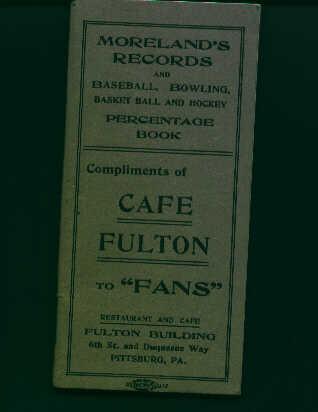 MORELAND'S
RECORDS
AND
BASEBALL, BOWLING,
BASKET BALL AND HOCKEY
PERCENTAGE
BOOK
Compliments of
CAFE
FULTON
TO "FANS"
RESTAURANT AND CAFE
FULTON BUILDING
6th St. and Duquesne Way
PITTSBURG, PA.